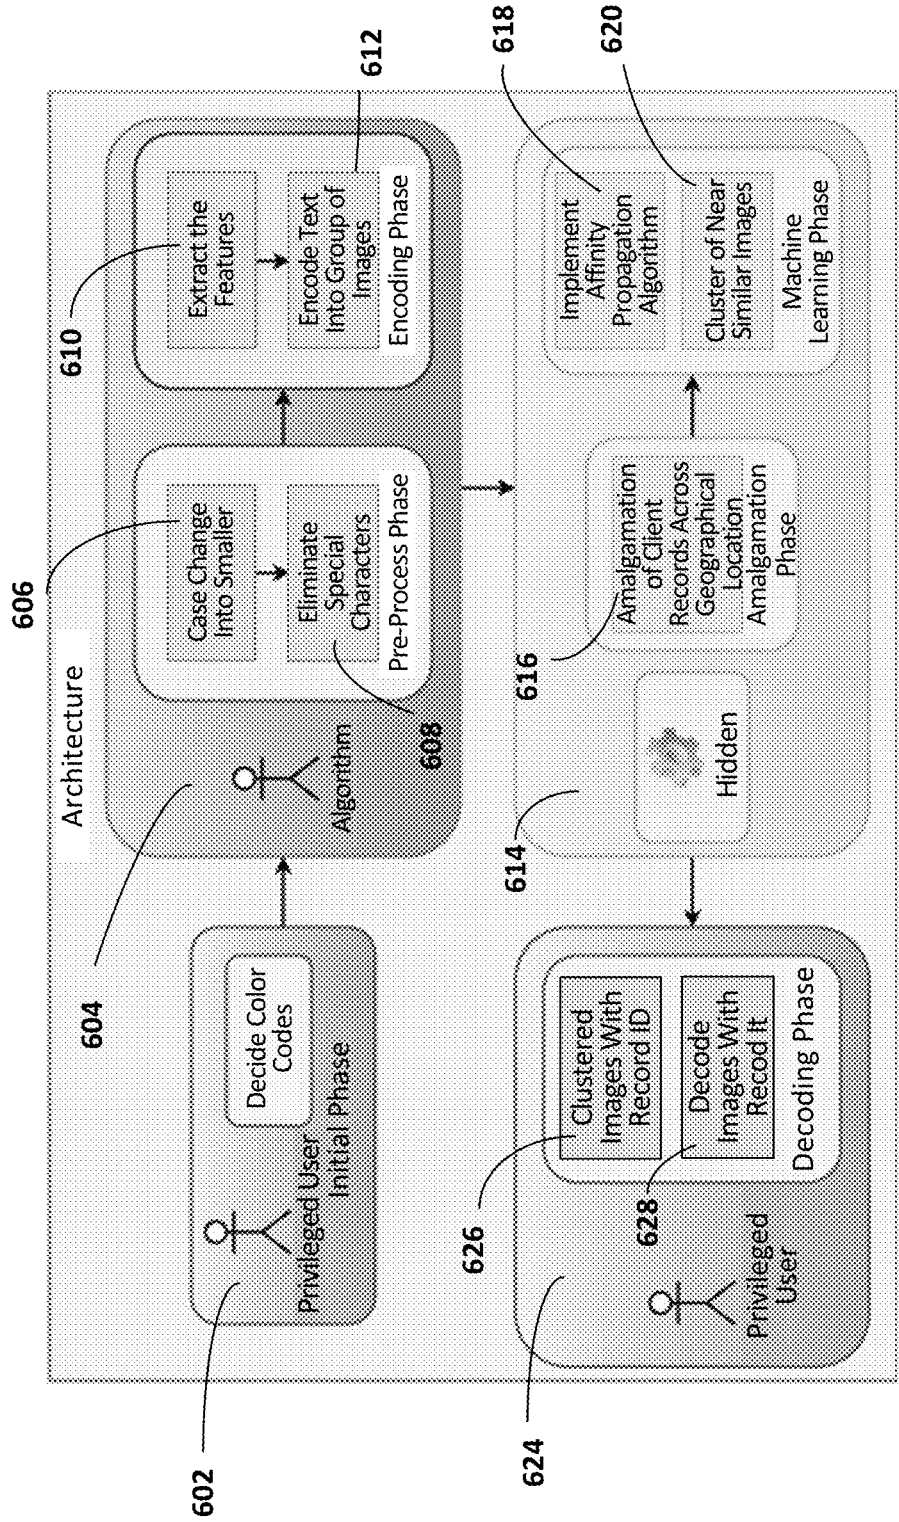 Architecture
602
Privileged User
Initial Phase
Decide Color
Codes
604
Algorithm
606
Case Change
Into Smaller
608
Eliminate
Special
Characters
Pre-Process Phase
610
Extract the
Features
612
Encode Text
Into Group of
Images
Encoding Phase
614
Hidden
616
Amalgamation
of Client
Records Across
Geographical
Location
Amalgamation
Phase
618
Implement
Affinity
Propagation
Algorithm
620
Cluster of Near
Similar Images
Machine
Learning Phase
624
Privileged
User
626
Clustered
Images With
Record ID
628
Decode
Images With
Recod It
Decoding Phase